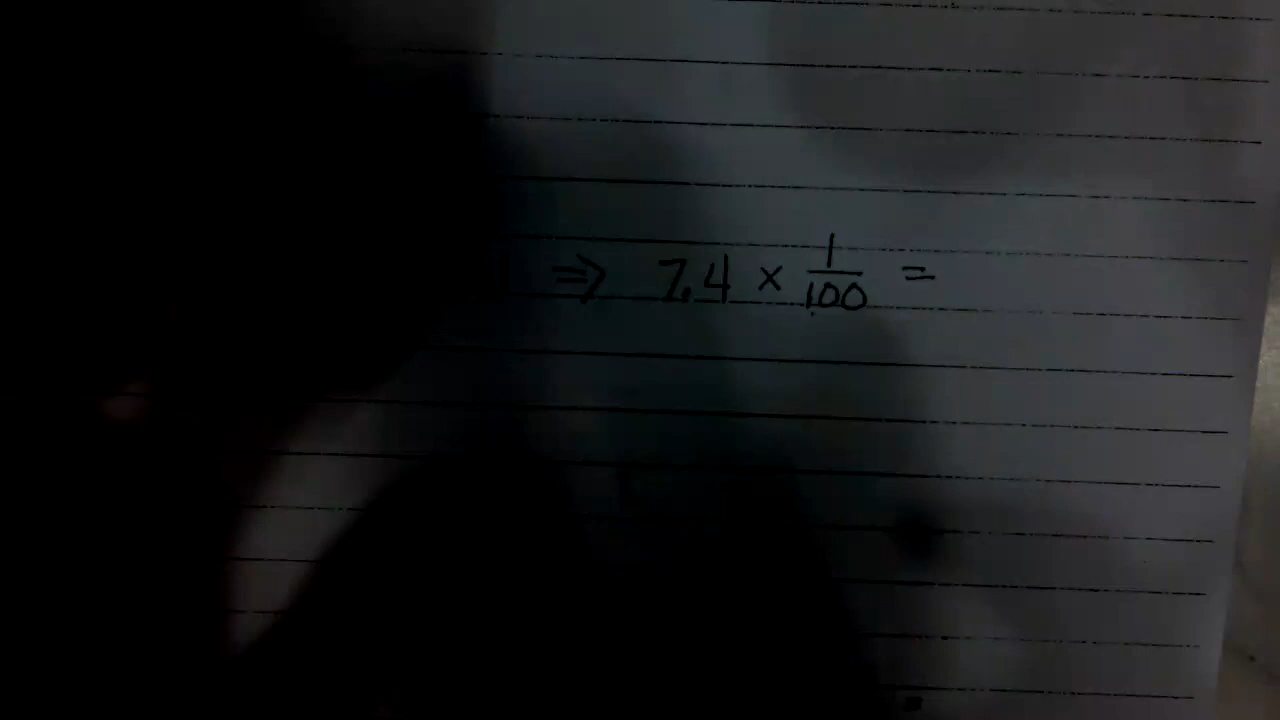 ⇒ 7.4 × 1/100 =